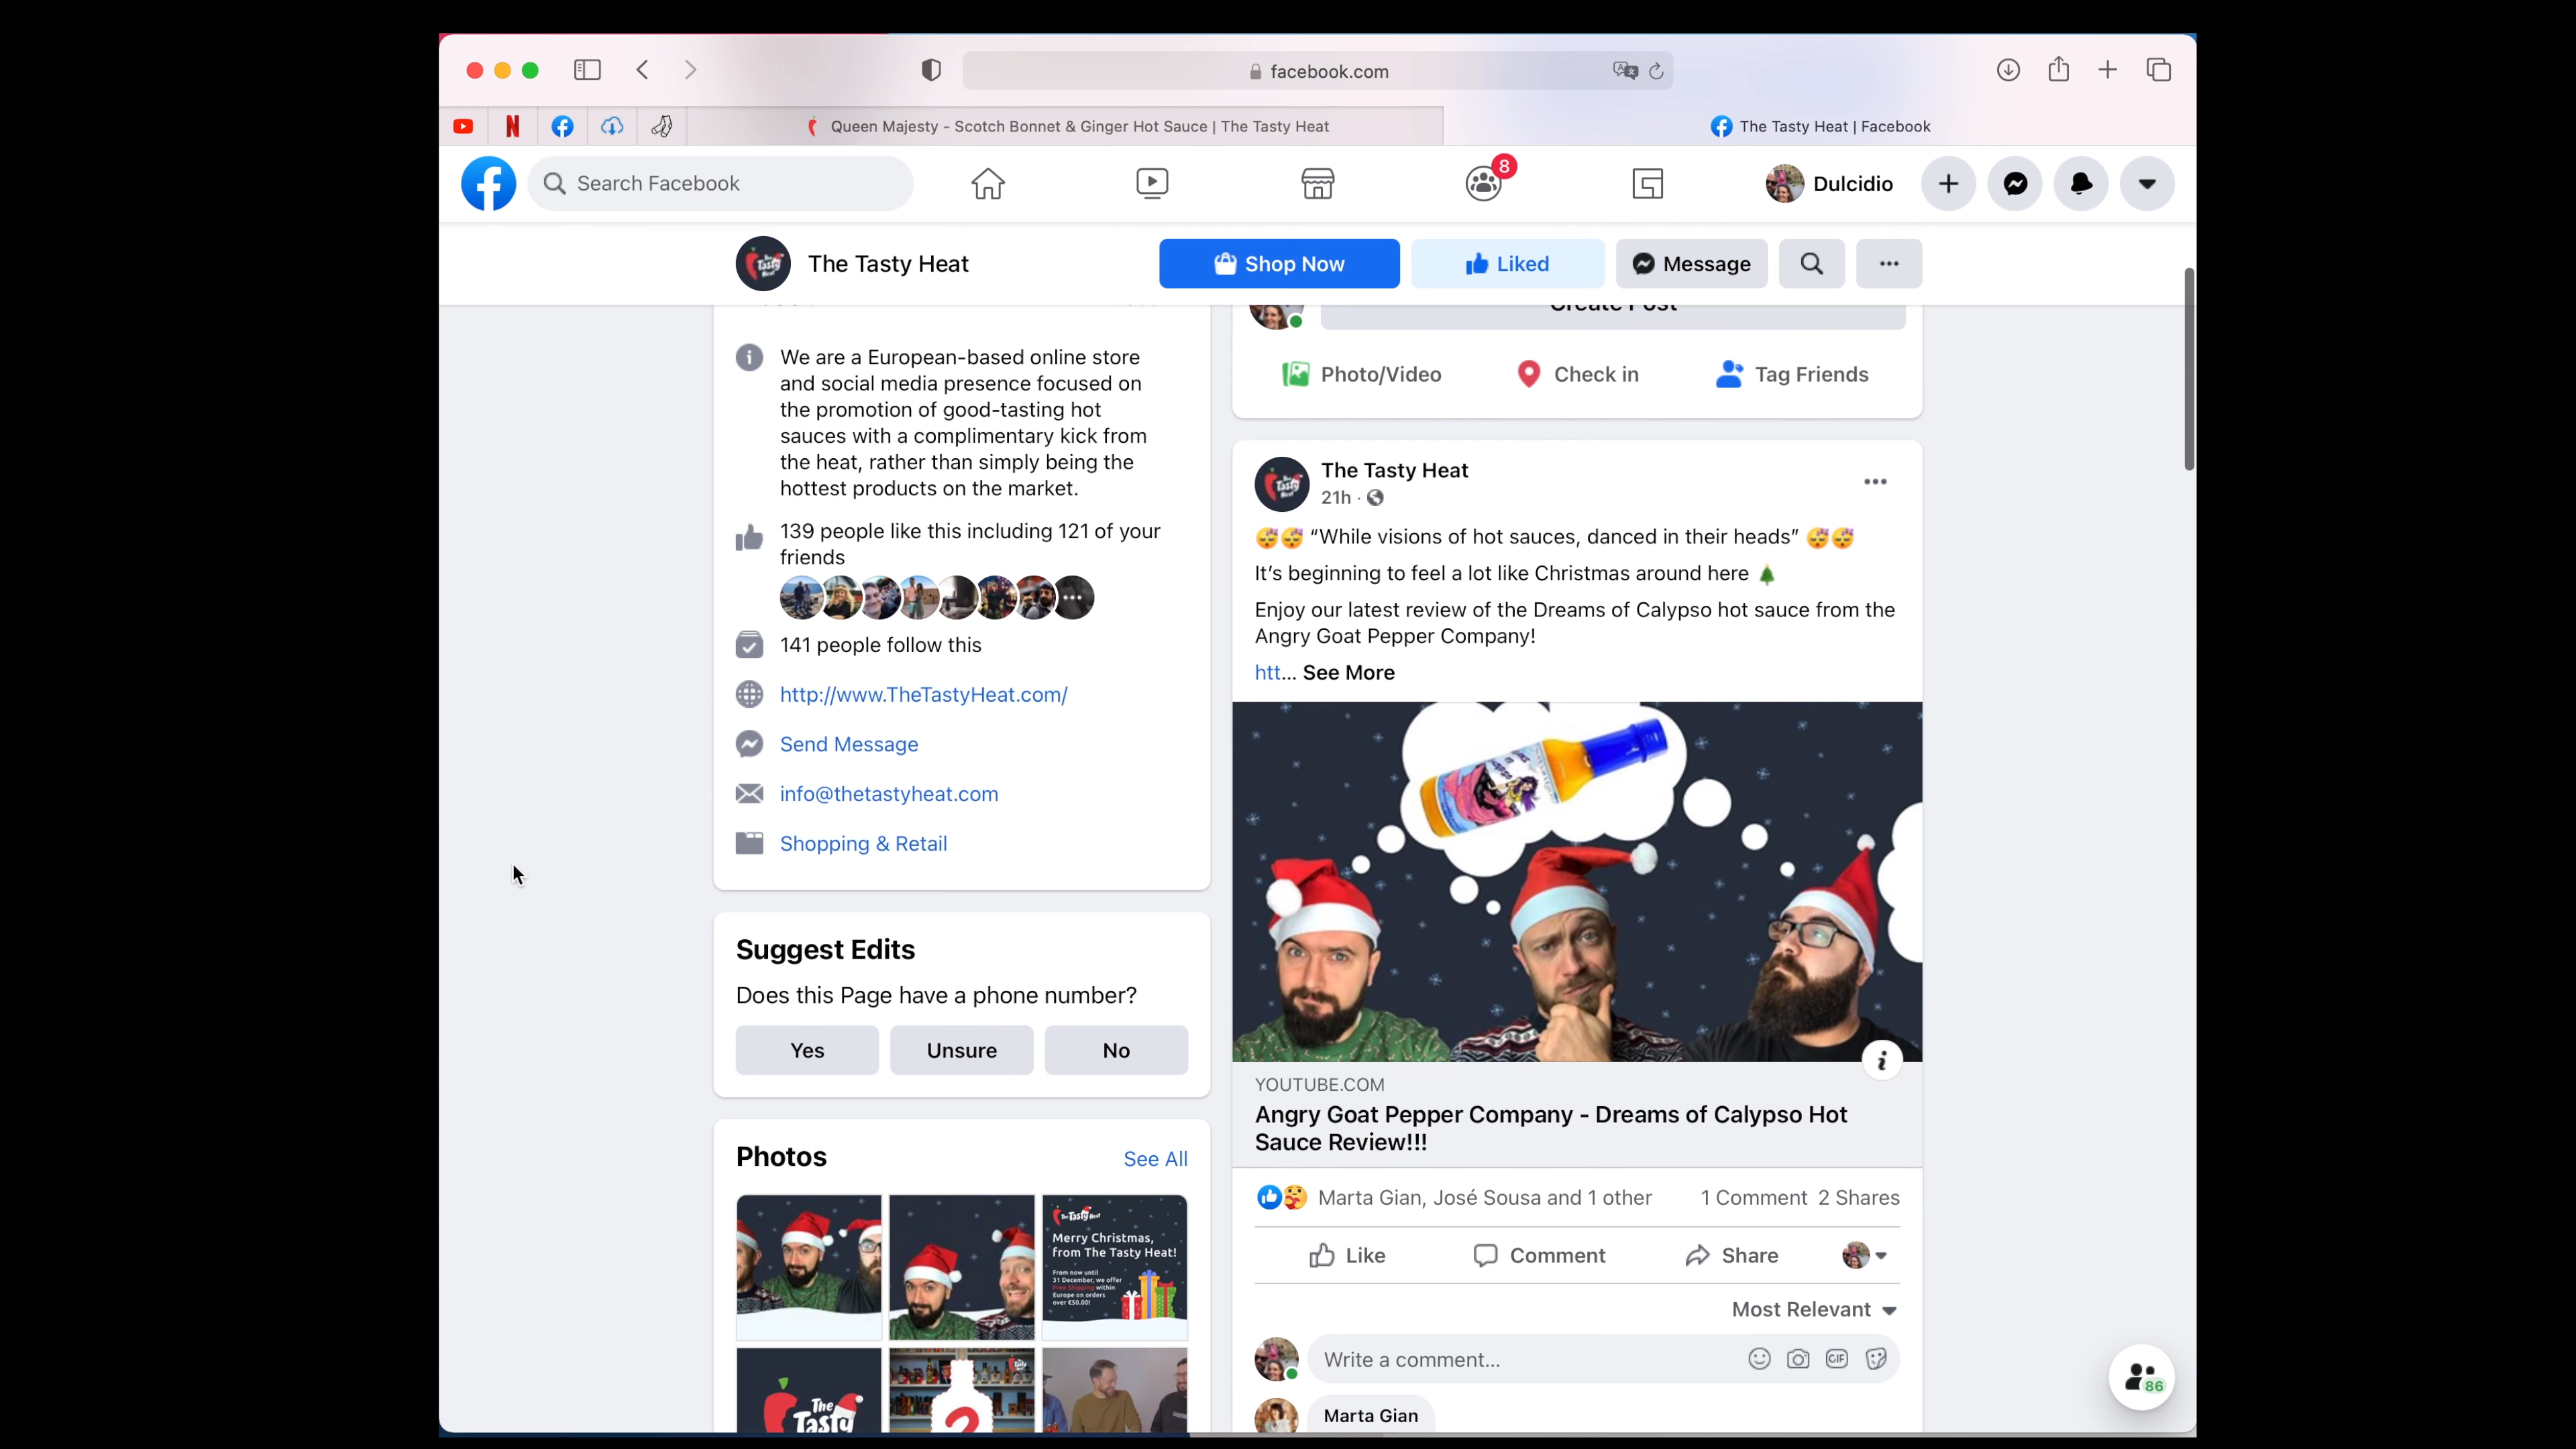 facebook.com
Queen Majesty - Scotch Bonnet & Ginger Hot Sauce | The Tasty Heat
The Tasty Heat | Facebook
Search Facebook
8
Dulcidio
The Tasty Heat
Shop Now
Liked
Message
We are a European-based online store
and social media presence focused on
the promotion of good-tasting hot
sauces with a complimentary kick from
the heat, rather than simply being the
hottest products on the market.
139 people like this including 121 of your
friends
141 people follow this
http://www.TheTastyHeat.com/
Send Message
info@thetastyheat.com
Shopping & Retail
Suggest Edits
Does this Page have a phone number?
Yes
Unsure
No
Photos
See All
The Tasty Heat
Merry Christmas,
from The Tasty Heat!
From now until
31 December, we offer
Free Shipping within
Europe on orders
over €50.00!
The
Tasty
?
Create Post
Photo/Video
Check in
Tag Friends
The Tasty Heat
21h ·
😴😴 “While visions of hot sauces, danced in their heads” 😴😴
It’s beginning to feel a lot like Christmas around here 🎄
Enjoy our latest review of the Dreams of Calypso hot sauce from the
Angry Goat Pepper Company!
htt... See More
YOUTUBE.COM
Angry Goat Pepper Company - Dreams of Calypso Hot
Sauce Review!!!
Marta Gian, José Sousa and 1 other
1 Comment 2 Shares
Like
Comment
Share
Most Relevant
Write a comment...
GIF
Marta Gian
86